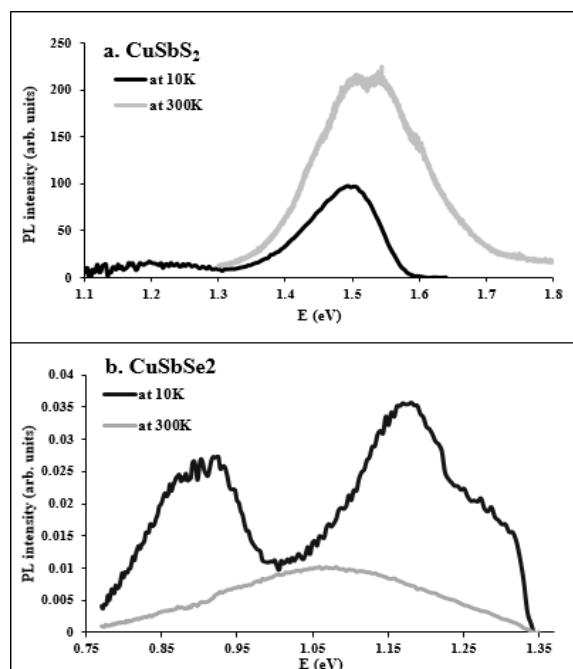 a. CuSbS2
at 10K
at 300K
PL intensity (arb. units)
250
200
150
100
50
0
1.1 1.2 1.3 1.4 1.5 1.6 1.7 1.8
E (eV)
b. CuSbSe2
at 10K
at 300K
PL intensity (arb. units)
0.04
0.035
0.03
0.025
0.02
0.015
0.01
0.005
0
0.75 0.85 0.95 1.05 1.15 1.25 1.35
E (eV)